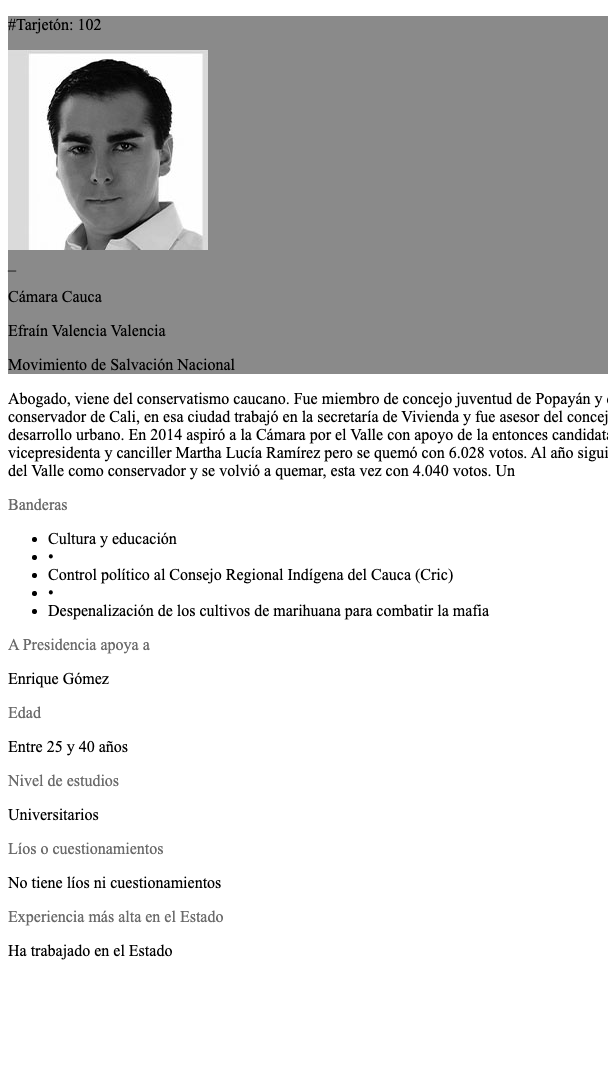 #Tarjetón: 102
_
Cámara Cauca
Efraín Valencia Valencia
Movimiento de Salvación Nacional
Abogado, viene del conservatismo caucano. Fue miembro de concejo juventud de Popayán y
conservador de Cali, en esa ciudad trabajó en la secretaría de Vivienda y fue asesor del concej
desarrollo urbano. En 2014 aspiró a la Cámara por el Valle con apoyo de la entonces candidat
vicepresidenta y canciller Martha Lucía Ramírez pero se quemó con 6.028 votos. Al año sigui
del Valle como conservador y se volvió a quemar, esta vez con 4.040 votos. Un
Banderas
• Cultura y educación
• •
• Control político al Consejo Regional Indígena del Cauca (Cric)
• •
• Despenalización de los cultivos de marihuana para combatir la mafia
A Presidencia apoya a
Enrique Gómez
Edad
Entre 25 y 40 años
Nivel de estudios
Universitarios
Líos o cuestionamientos
No tiene líos ni cuestionamientos
Experiencia más alta en el Estado
Ha trabajado en el Estado